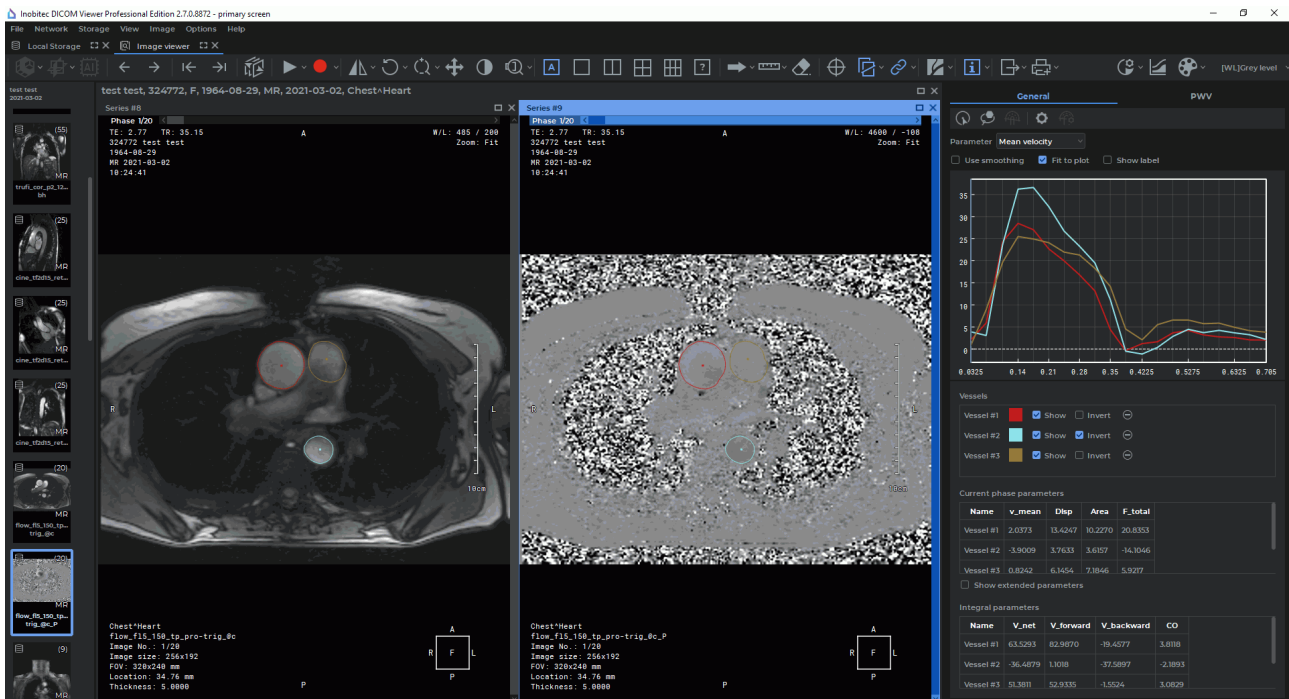 Inobitec DICOM Viewer Professional Edition 2.7.0.8872 - primary screen
File Network Storage View Image Options Help
Local Storage
Image viewer
[WL]Grey level
test test
2021-03-02
(55)
MR
trufi_cor_p2_12...
bh
(25)
MR
cine_tf2d15_ret...
(25)
MR
cine_tf2d15_ret...
(25)
MR
cine_tf2d15_ret...
(20)
MR
flow_fl5_150_tp...
trig_@c
(20)
MR
flow_fl5_150_tp...
trig_@c_P
(9)
MR
test test, 324772, F, 1964-08-29, MR, 2021-03-02, Chest^Heart
Series #8
Phase 1/20
TE: 2.77 TR: 35.15
324772 test test
1964-08-29
MR 2021-03-02
10:24:41
A
W/L: 485 / 200
Zoom: Fit
R
L
10cm
Chest^Heart
flow_fl5_150_tp_pro-trig_@c
Image No.: 1/20
Image size: 256x192
FOV: 320x240 mm
Location: 34.76 mm
Thickness: 5.0000
P
A
R F L
P
Series #9
Phase 1/20
TE: 2.77 TR: 35.15
324772 test test
1964-08-29
MR 2021-03-02
10:24:41
A
W/L: 4600 / -108
Zoom: Fit
R
L
10cm
Chest^Heart
flow_fl5_150_tp_pro-trig_@c_P
Image No.: 1/20
Image size: 256x192
FOV: 320x240 mm
Location: 34.76 mm
Thickness: 5.0000
P
A
R F L
P
General PWV
Parameter Mean velocity
Use smoothing Fit to plot Show label
35
30
25
20
15
10
5
0
0.0325 0.14 0.21 0.28 0.35 0.4225 0.5275 0.6325 0.705
Vessels
Vessel #1 Show Invert
Vessel #2 Show Invert
Vessel #3 Show Invert
Current phase parameters
Name v_mean Disp Area F_total
Vessel #1 2.0373 13.4247 10.2270 20.8353
Vessel #2 -3.9009 3.7633 3.6157 -14.1046
Vessel #3 0.8242 6.1454 7.1846 5.9217
Show extended parameters
Integral parameters
Name V_net V_forward V_backward CO
Vessel #1 63.5293 82.9870 -19.4577 3.8118
Vessel #2 -36.4879 1.1018 -37.5897 -2.1893
Vessel #3 51.3811 52.9335 -1.5524 3.0829